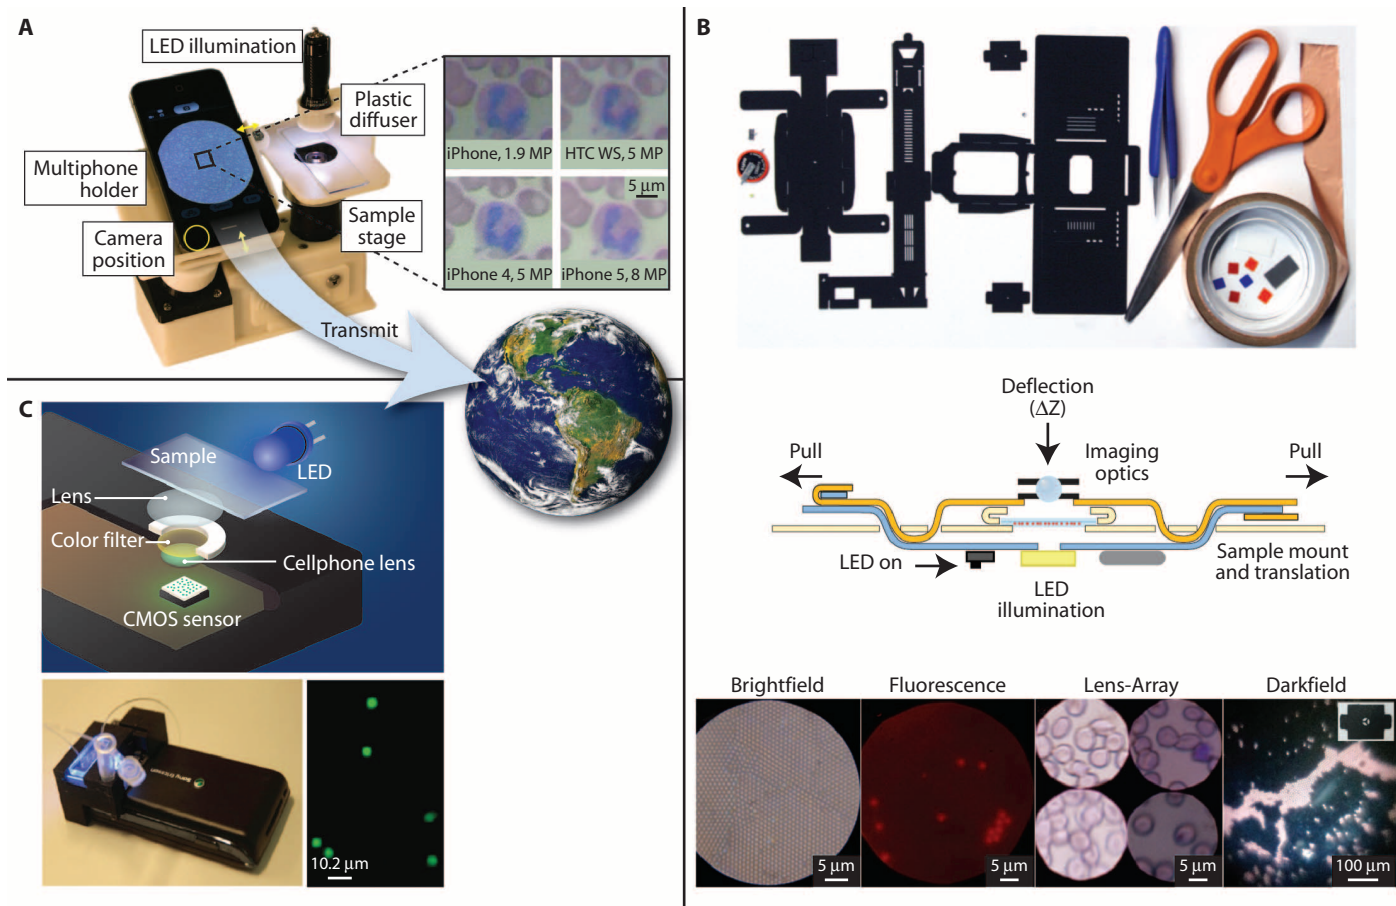 A
LED illumination
Plastic
diffuser
Multiphone
holder
Camera
position
Sample
stage
iPhone, 1.9 MP
HTC WS, 5 MP
5 μm
iPhone 4, 5 MP
iPhone 5, 8 MP
Transmit
B
Deflection
(ΔZ)
Pull
Imaging
optics
Pull
LED on
LED
illumination
Sample mount
and translation
Brightfield
Fluorescence
Lens-Array
Darkfield
5 μm
5 μm
5 μm
100 μm
C
Sample
LED
Lens
Color filter
Cellphone lens
CMOS sensor
Sony Ericsson
10.2 μm